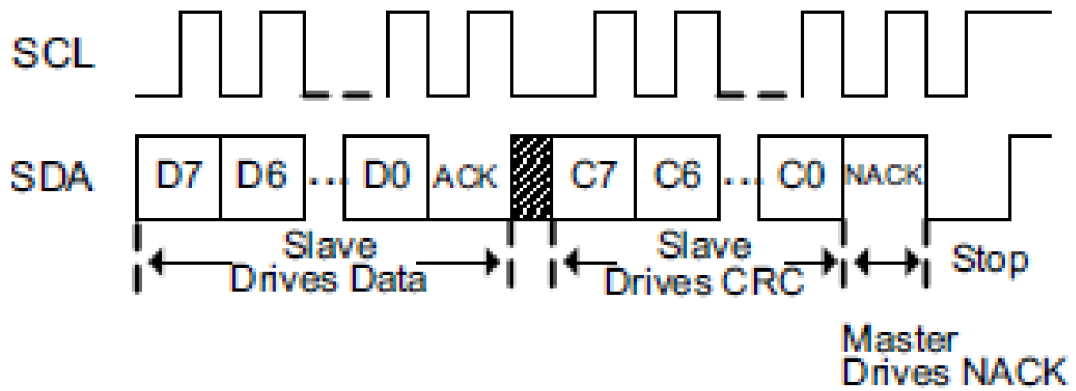 SCL
SDA D7 D6 ... D0 ACK C7 C6 ... C0 NACK
Slave Drives Data
Slave Drives CRC
Stop
Master
Drives NACK